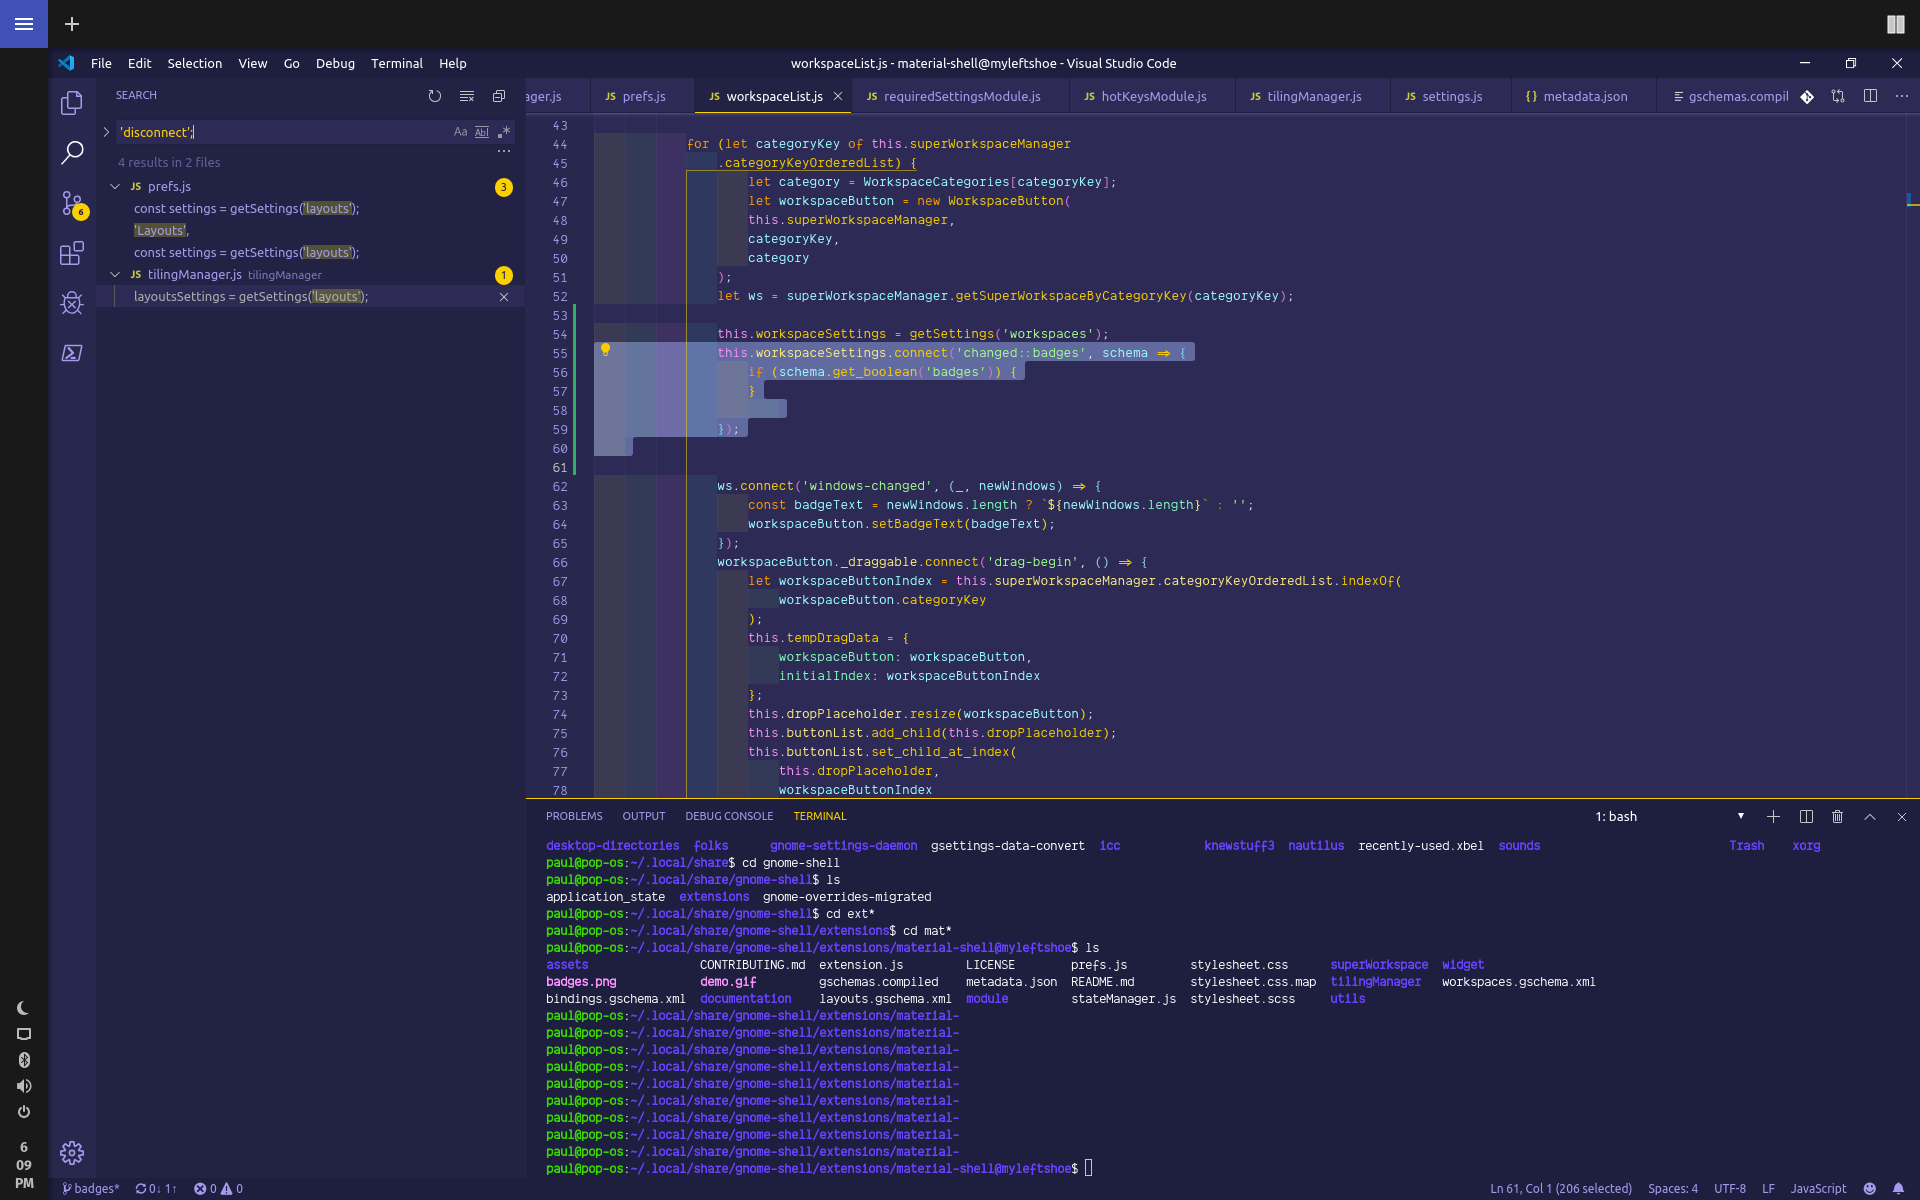 File Edit Selection View Go Debug Terminal Help
workspaceList.js - material-shell@myleftshoe - Visual Studio Code
SEARCH
'disconnect';
Aa Abl .*
4 results in 2 files
JS prefs.js 3
const settings = getSettings('layouts');
'Layouts',
const settings = getSettings('layouts');
JS tilingManager.js tilingManager 1
layoutsSettings = getSettings('layouts');
6
ager.js JS prefs.js JS workspaceList.js JS requiredSettingsModule.js JS hotKeysModule.js JS tilingManager.js JS settings.js {} metadata.json gschemas.compil
43
44 for (let categoryKey of this.superWorkspaceManager
45 .categoryKeyOrderedList) {
46 let category = WorkspaceCategories[categoryKey];
47 let workspaceButton = new WorkspaceButton(
48 this.superWorkspaceManager,
49 categoryKey,
50 category
51 );
52 let ws = superWorkspaceManager.getSuperWorkspaceByCategoryKey(categoryKey);
53
54 this.workspaceSettings = getSettings('workspaces');
55 this.workspaceSettings.connect('changed::badges', schema => {
56 if (schema.get_boolean('badges')) {
57 }
58
59 });
60
61
62 ws.connect('windows-changed', (_, newWindows) => {
63 const badgeText = newWindows.length ? `${newWindows.length}` : '';
64 workspaceButton.setBadgeText(badgeText);
65 });
66 workspaceButton._draggable.connect('drag-begin', () => {
67 let workspaceButtonIndex = this.superWorkspaceManager.categoryKeyOrderedList.indexOf(
68 workspaceButton.categoryKey
69 );
70 this.tempDragData = {
71 workspaceButton: workspaceButton,
72 initialIndex: workspaceButtonIndex
73 };
74 this.dropPlaceholder.resize(workspaceButton);
75 this.buttonList.add_child(this.dropPlaceholder);
76 this.buttonList.set_child_at_index(
77 this.dropPlaceholder,
78 workspaceButtonIndex
PROBLEMS OUTPUT DEBUG CONSOLE TERMINAL 1: bash
desktop-directories folks gnome-settings-daemon gsettings-data-convert icc knewstuff3 nautilus recently-used.xbel sounds Trash xorg
paul@pop-os:~/.local/share$ cd gnome-shell
paul@pop-os:~/.local/share/gnome-shell$ ls
application_state extensions gnome-overrides-migrated
paul@pop-os:~/.local/share/gnome-shell$ cd ext*
paul@pop-os:~/.local/share/gnome-shell/extensions$ cd mat*
paul@pop-os:~/.local/share/gnome-shell/extensions/material-shell@myleftshoe$ ls
assets CONTRIBUTING.md extension.js LICENSE prefs.js stylesheet.css superWorkspace widget
badges.png demo.gif gschemas.compiled metadata.json README.md stylesheet.css.map tilingManager workspaces.gschema.xml
bindings.gschema.xml documentation layouts.gschema.xml module stateManager.js stylesheet.scss utils
paul@pop-os:~/.local/share/gnome-shell/extensions/material-
paul@pop-os:~/.local/share/gnome-shell/extensions/material-
paul@pop-os:~/.local/share/gnome-shell/extensions/material-
paul@pop-os:~/.local/share/gnome-shell/extensions/material-
paul@pop-os:~/.local/share/gnome-shell/extensions/material-
paul@pop-os:~/.local/share/gnome-shell/extensions/material-
paul@pop-os:~/.local/share/gnome-shell/extensions/material-
paul@pop-os:~/.local/share/gnome-shell/extensions/material-
paul@pop-os:~/.local/share/gnome-shell/extensions/material-
paul@pop-os:~/.local/share/gnome-shell/extensions/material-shell@myleftshoe$
6
09
PM
badges* 0↓ 1↑ 0 0
Ln 61, Col 1 (206 selected) Spaces: 4 UTF-8 LF JavaScript